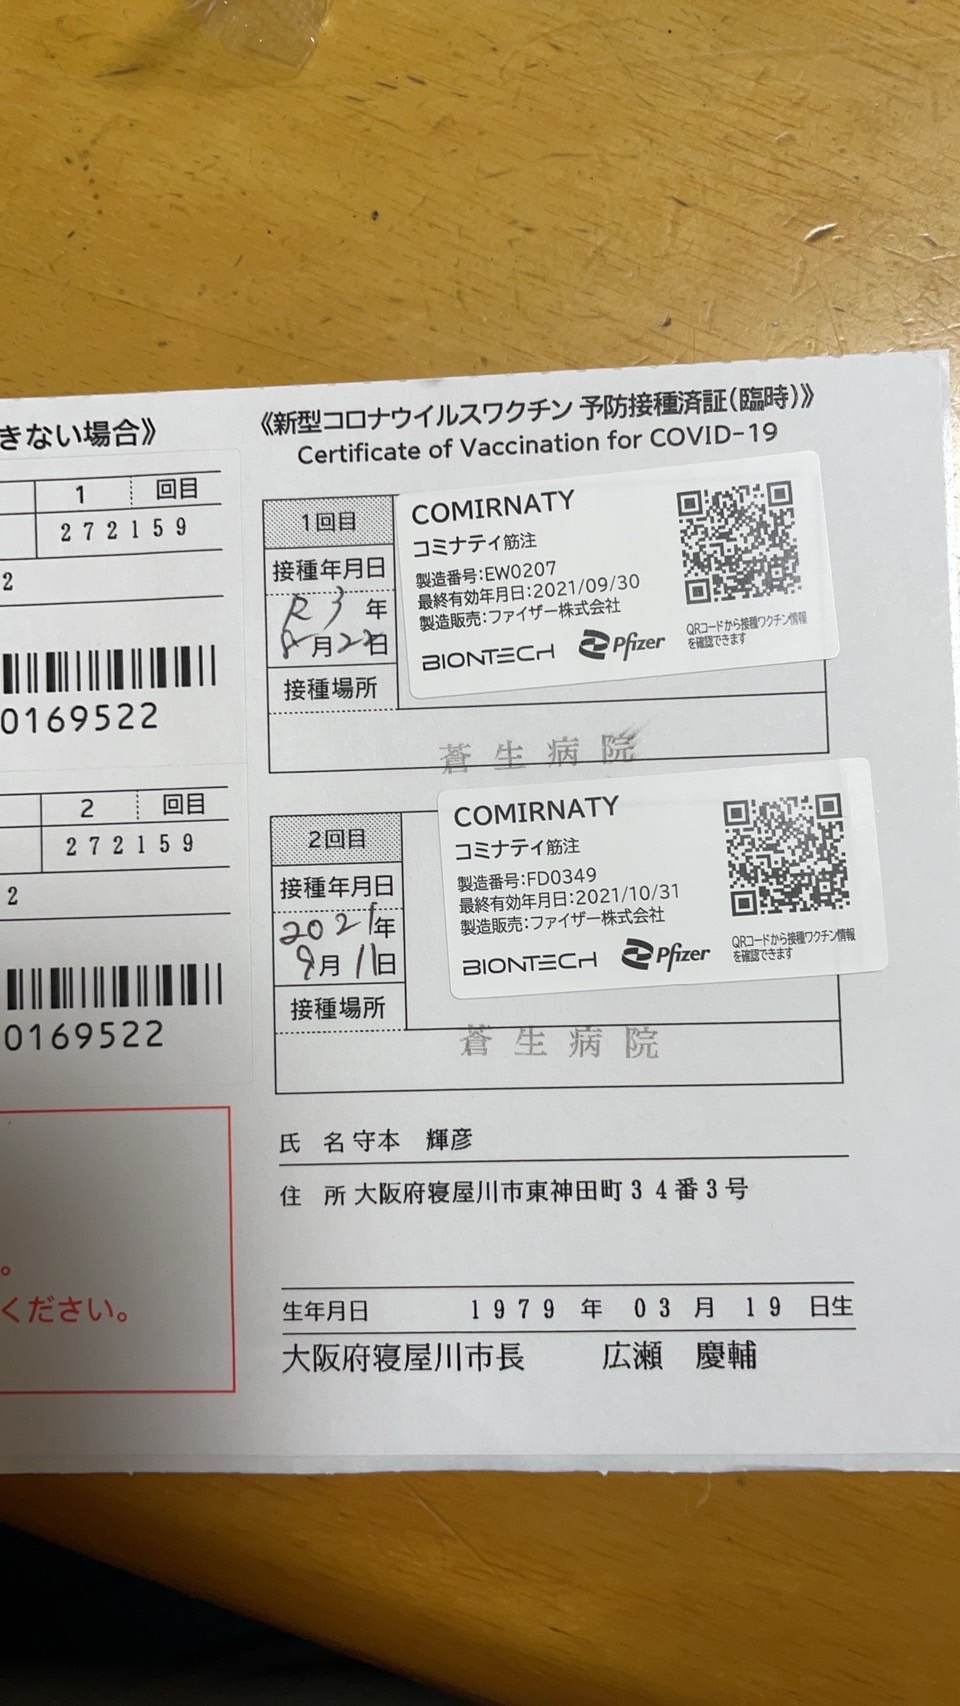 きない場合》
1 回目
272159
2
0169522
2 回目
272159
2
0169522
。
ください。
《新型コロナウイルスワクチン 予防接種済証(臨時)》
Certificate of Vaccination for COVID-19
1回目
接種年月日
R3年
8月 日
接種場所
COMIRNATY
コミナティ筋注
製造番号:EW0207
最終有効年月日:2021/09/30
製造販売:ファイザー株式会社
BIONTECH Pfizer
QRコードから接種ワクチン情報
を確認できます
蒼生病院
2回目
接種年月日
2021年
9月11日
接種場所
COMIRNATY
コミナティ筋注
製造番号:FD0349
最終有効年月日:2021/10/31
製造販売:ファイザー株式会社
BIONTECH Pfizer
QRコードから接種ワクチン情報
を確認できます
蒼生病院
氏 名 守本 輝彦
住 所 大阪府寝屋川市東神田町34番3号
生年月日 1979年03月19日生
大阪府寝屋川市長 広瀬 慶輔